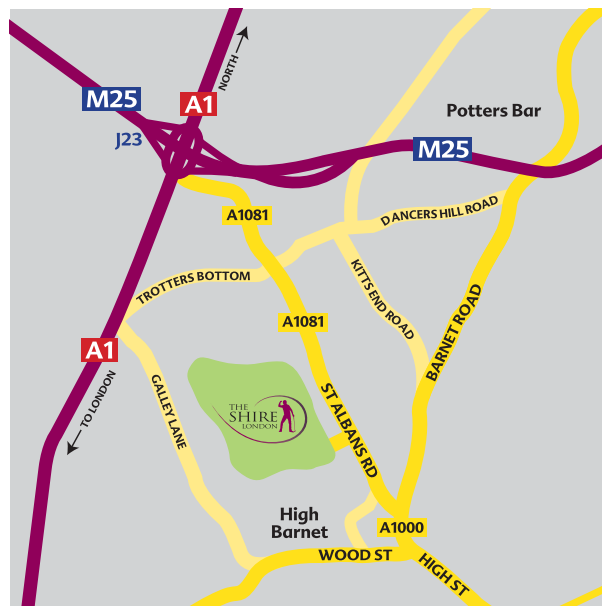 NORTH
M25
A1
Potters Bar
J23
M25
A1081
DANCERS HILL ROAD
TROTTERS BOTTOM
KITTS END ROAD
A1081
BARNET ROAD
A1
TO LONDON
GALLEY LANE
THE
SHIRE
LONDON
ST ALBANS RD
High
Barnet
A1000
WOOD ST
HIGH ST